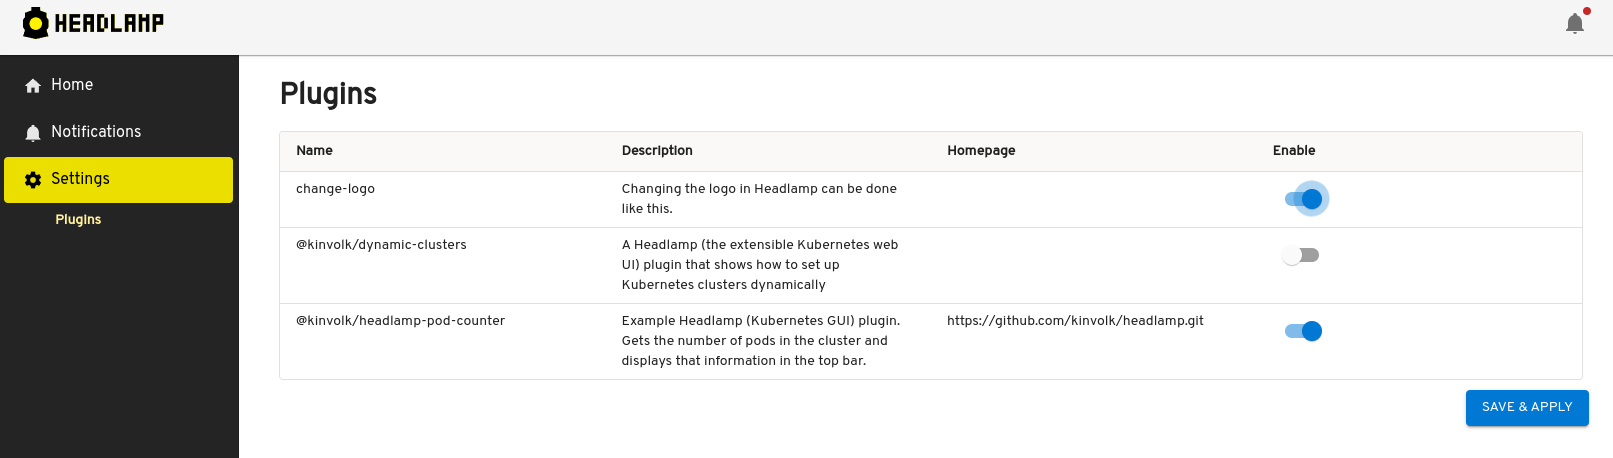 HEADLAMP
Home
Notifications
Settings
Plugins
Plugins
Name Description Homepage Enable
change-logo
Changing the logo in Headlamp can be done
like this.
@kinvolk/dynamic-clusters
A Headlamp (the extensible Kubernetes web
UI) plugin that shows how to set up
Kubernetes clusters dynamically
@kinvolk/headlamp-pod-counter
Example Headlamp (Kubernetes GUI) plugin.
Gets the number of pods in the cluster and
displays that information in the top bar.
https://github.com/kinvolk/headlamp.git
SAVE & APPLY